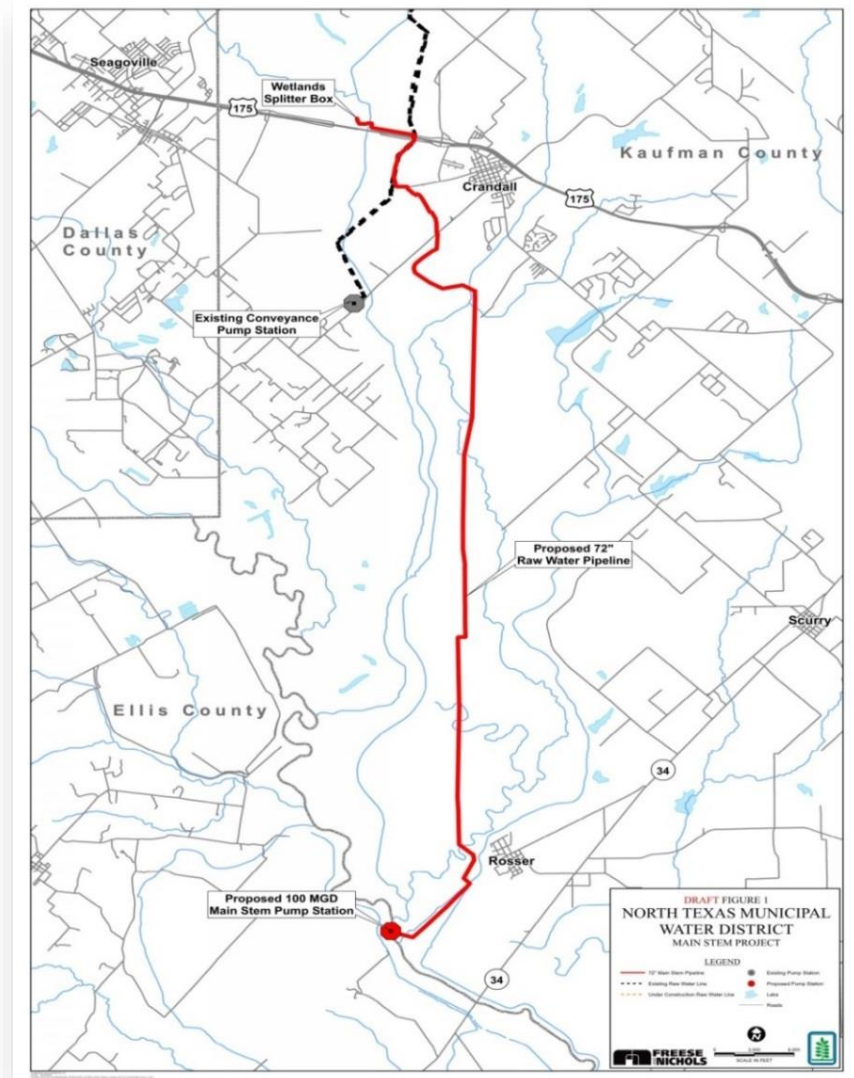 Seagoville
Wetlands
Splitter Box
175
Kaufman County
Crandall
175
Dallas
County
Existing Conveyance
Pump Station
Proposed 72"
Raw Water Pipeline
Scurry
Ellis County
34
Rosser
Proposed 100 MGD
Main Stem Pump Station
34
DRAFT FIGURE 1
NORTH TEXAS MUNICIPAL
WATER DISTRICT
MAIN STEM PROJECT
LEGEND
72" Main Stem Pipeline
Existing Raw Water Line
Under Construction Raw Water Line
Existing Pump Station
Proposed Pump Station
Lake
Roads
N
FREESE
NICHOLS
SCALE IN FEET